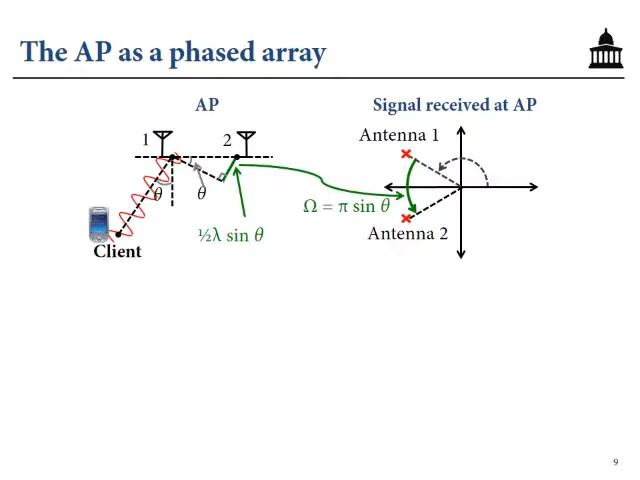 The AP as a phased array
AP
Signal received at AP
1
2
Antenna 1
θ
θ
Ω = π sin θ
½λ sin θ
Antenna 2
Client
9